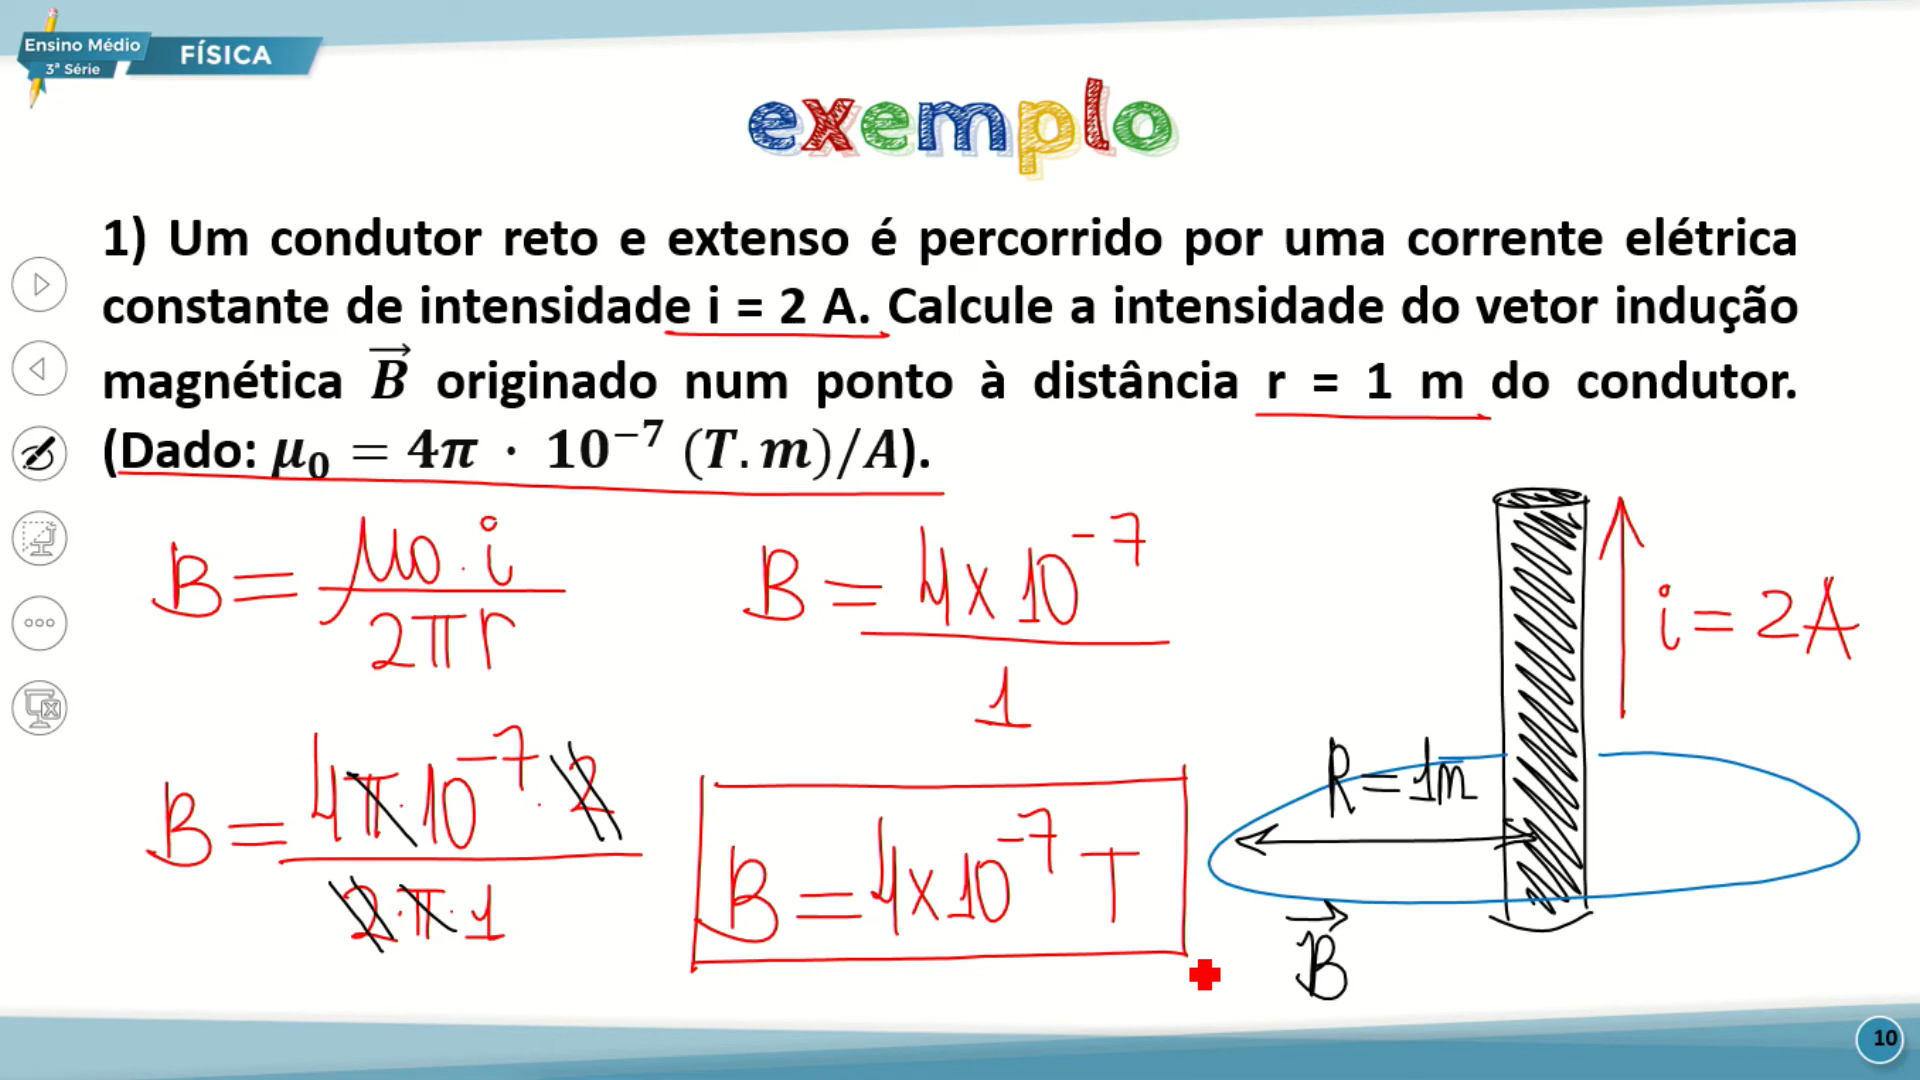 Ensino Médio
3ª Série
FÍSICA
exemplo
1) Um condutor reto e extenso é percorrido por uma corrente elétrica
constante de intensidade i = 2 A. Calcule a intensidade do vetor indução
magnética B⃗ originado num ponto à distância r = 1 m do condutor.
(Dado: μ₀ = 4π · 10⁻⁷ (T.m)/A).
B = μ0 · i / 2πr
B = 4 x 10⁻⁷ / 1
i = 2A
B = 4π · 10⁻⁷ · 2 / 2 · π · 1
R = 1m
B = 4 x 10⁻⁷ T
B⃗
10